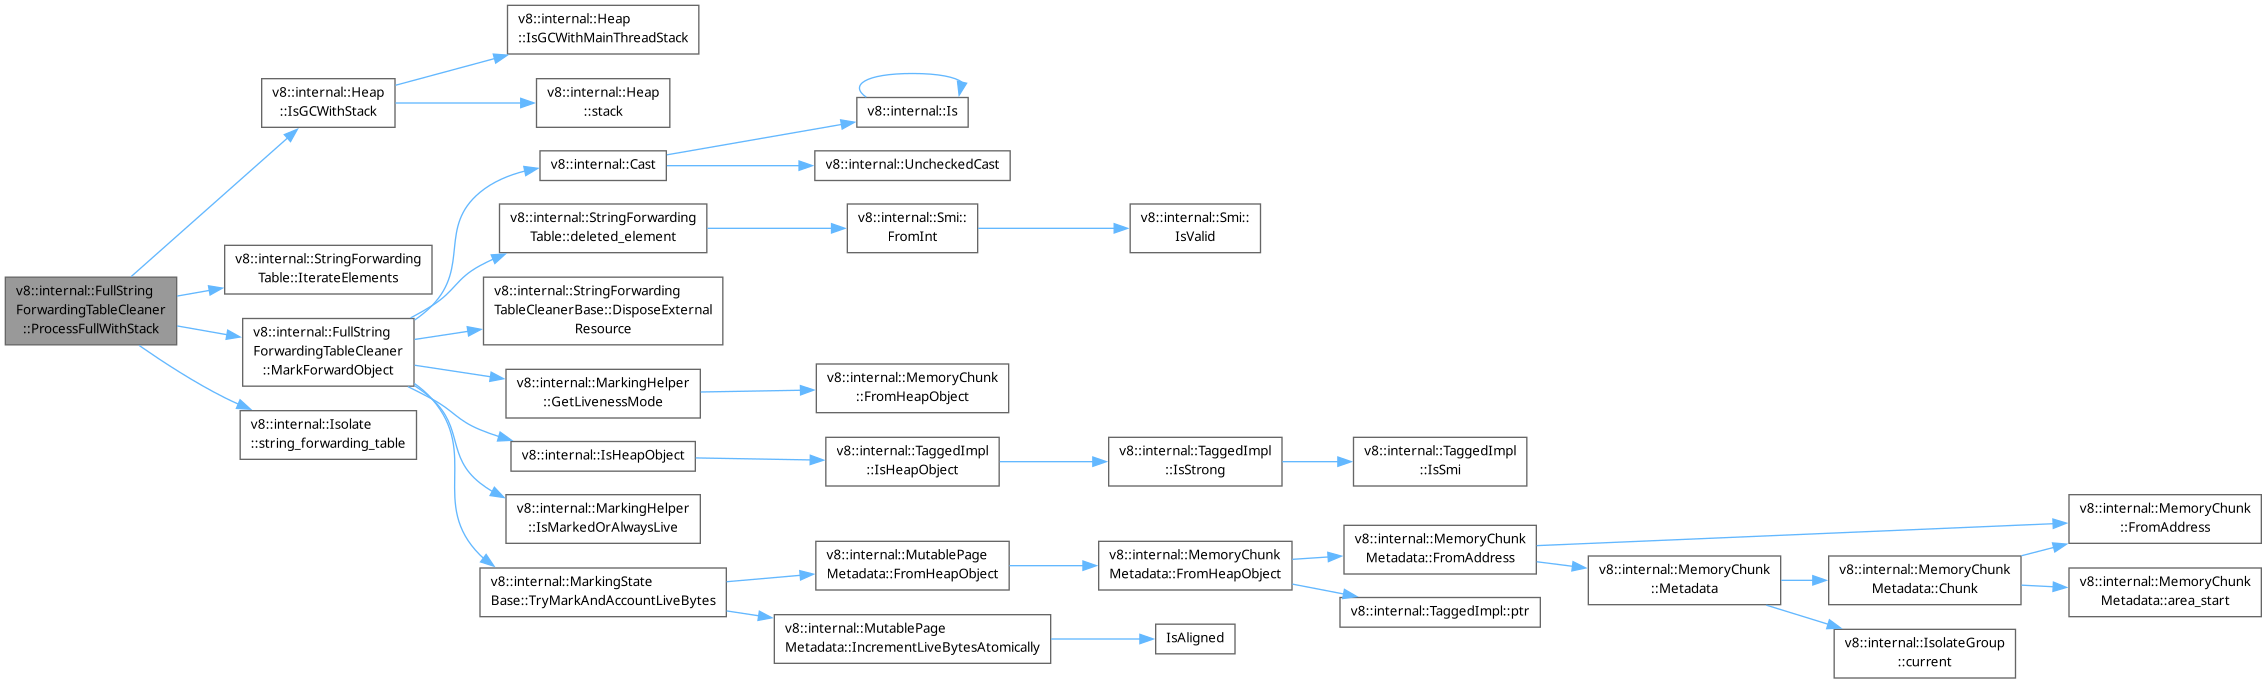 v8::internal::FullString
ForwardingTableCleaner
::ProcessFullWithStack
v8::internal::Heap
::IsGCWithStack
v8::internal::Heap
::IsGCWithMainThreadStack
v8::internal::Heap
::stack
v8::internal::StringForwarding
Table::IterateElements
v8::internal::FullString
ForwardingTableCleaner
::MarkForwardObject
v8::internal::Isolate
::string_forwarding_table
v8::internal::Cast
v8::internal::Is
v8::internal::UncheckedCast
v8::internal::StringForwarding
Table::deleted_element
v8::internal::Smi::
FromInt
v8::internal::Smi::
IsValid
v8::internal::StringForwarding
TableCleanerBase::DisposeExternal
Resource
v8::internal::MarkingHelper
::GetLivenessMode
v8::internal::MemoryChunk
::FromHeapObject
v8::internal::IsHeapObject
v8::internal::TaggedImpl
::IsHeapObject
v8::internal::TaggedImpl
::IsStrong
v8::internal::TaggedImpl
::IsSmi
v8::internal::MarkingHelper
::IsMarkedOrAlwaysLive
v8::internal::MarkingState
Base::TryMarkAndAccountLiveBytes
v8::internal::MutablePage
Metadata::FromHeapObject
v8::internal::MemoryChunk
Metadata::FromHeapObject
v8::internal::MemoryChunk
Metadata::FromAddress
v8::internal::MemoryChunk
::FromAddress
v8::internal::MemoryChunk
::Metadata
v8::internal::MemoryChunk
Metadata::Chunk
v8::internal::MemoryChunk
Metadata::area_start
v8::internal::IsolateGroup
::current
v8::internal::TaggedImpl::ptr
v8::internal::MutablePage
Metadata::IncrementLiveBytesAtomically
IsAligned